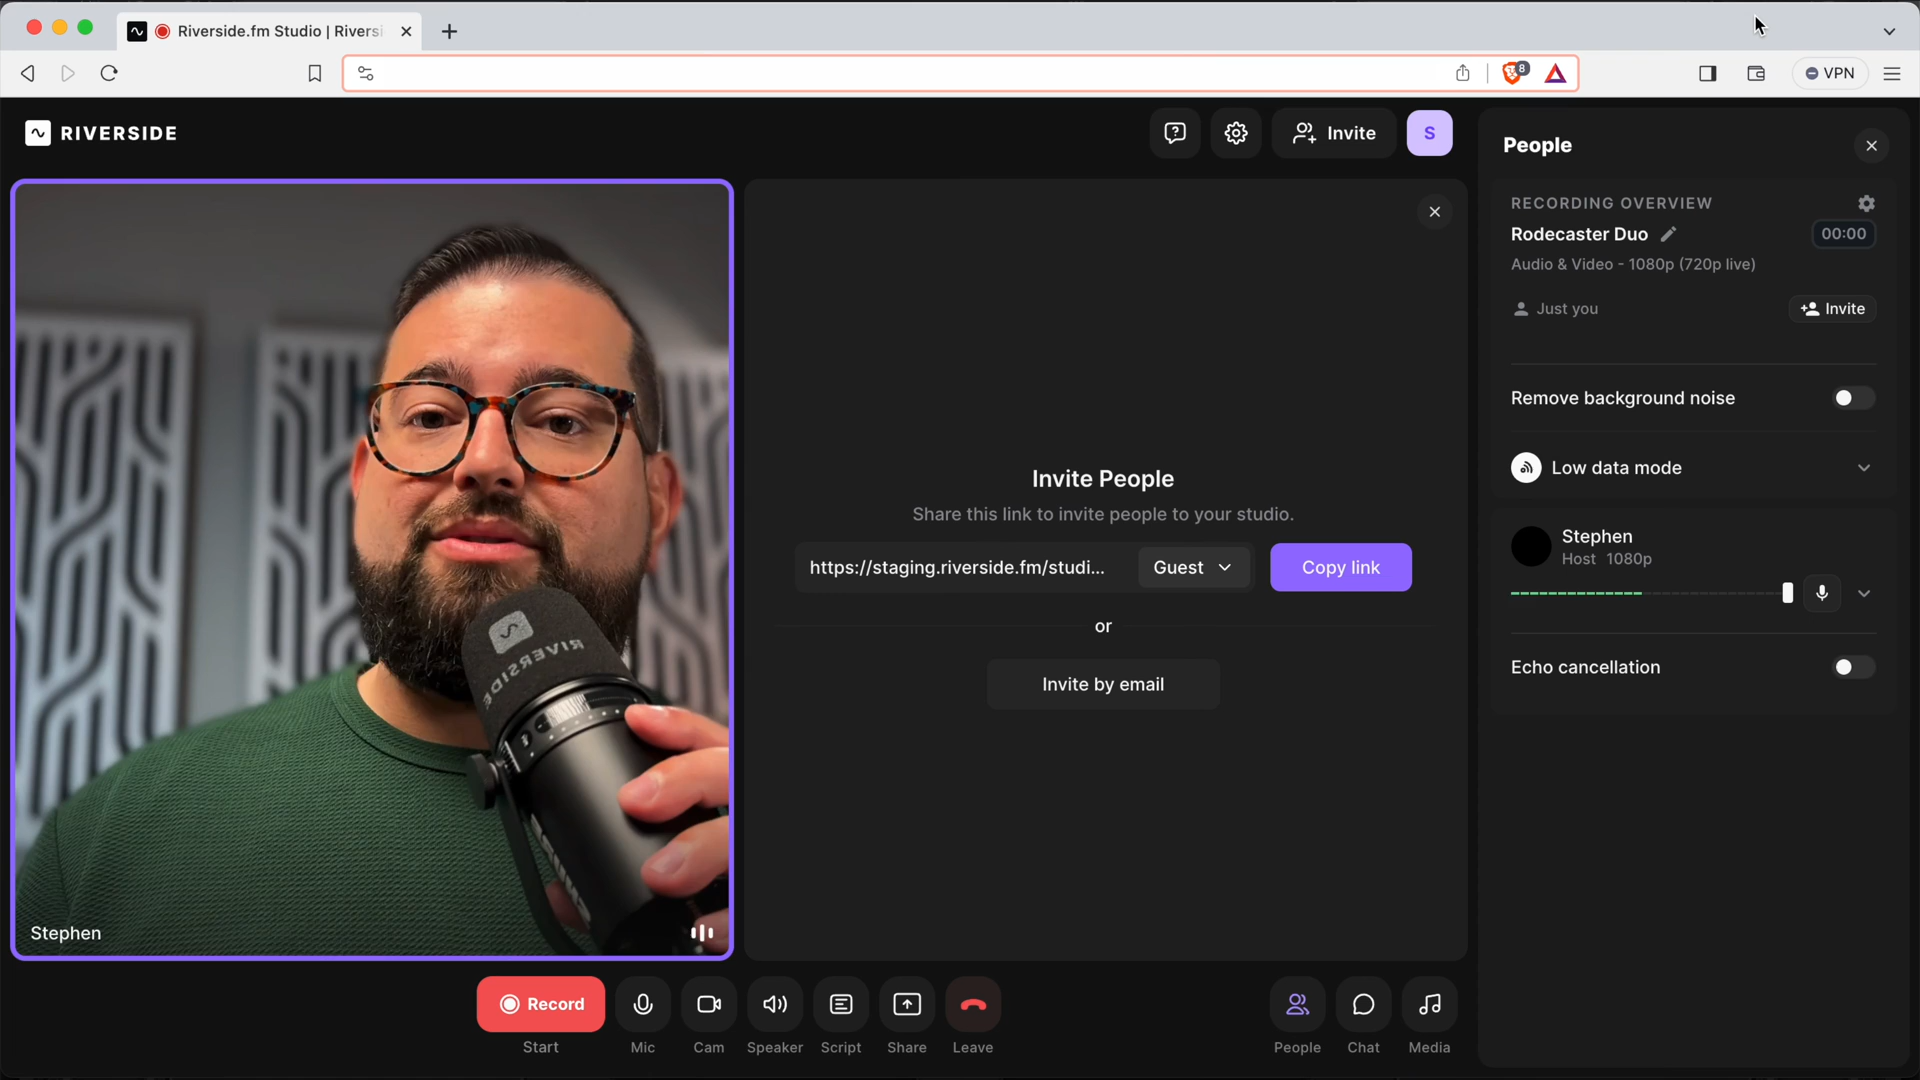 Riverside.fm Studio | Riversi
8
VPN
RIVERSIDE
Invite
S
People
RECORDING OVERVIEW
Rodecaster Duo
00:00
Audio & Video - 1080p (720p live)
Just you
Invite
Remove background noise
Low data mode
Stephen
Host 1080p
Echo cancellation
Invite People
Share this link to invite people to your studio.
https://staging.riverside.fm/studi...
Guest
Copy link
or
Invite by email
RIVERSIDE
SHURE
Stephen
Record
Start
Mic
Cam
Speaker
Script
Share
Leave
People
Chat
Media